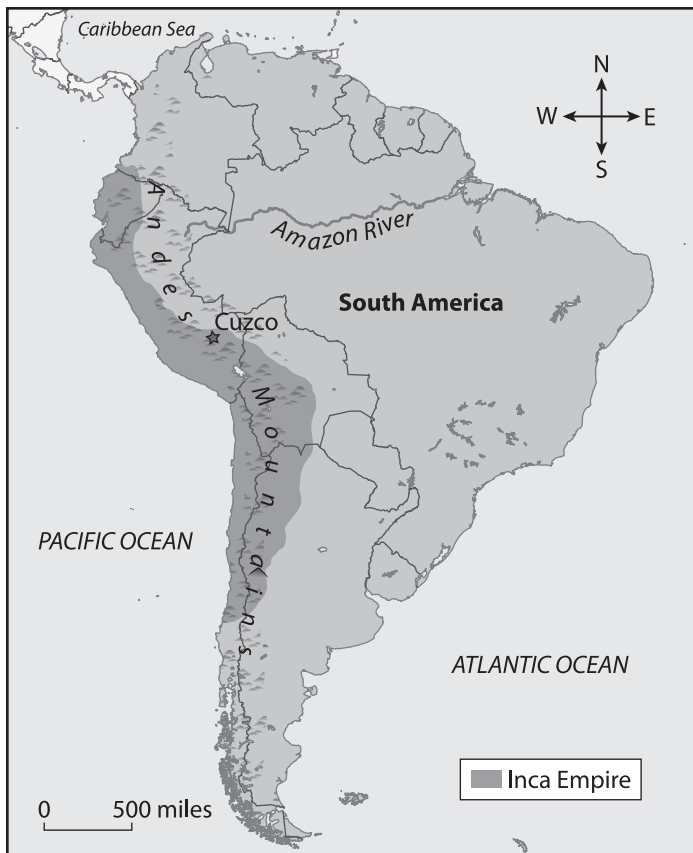 Caribbean Sea
N
W E
S
Andes
Amazon River
South America
Cuzco
Mountains
PACIFIC OCEAN
ATLANTIC OCEAN
Inca Empire
0 500 miles